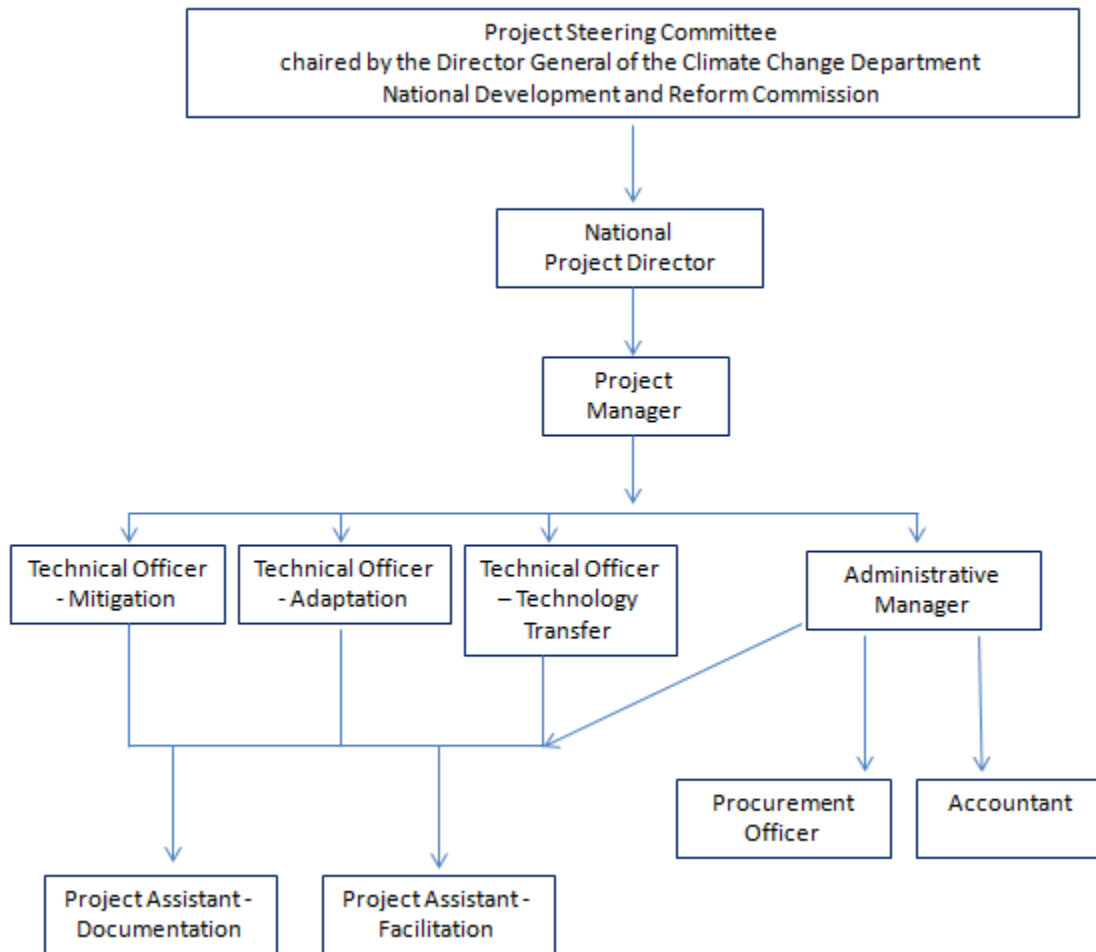 Project Steering Committee
chaired by the Director General of the Climate Change Department
National Development and Reform Commission
National
Project Director
Project
Manager
Technical Officer
- Mitigation
Technical Officer
- Adaptation
Technical Officer
– Technology
Transfer
Administrative
Manager
Procurement
Officer
Accountant
Project Assistant -
Documentation
Project Assistant -
Facilitation